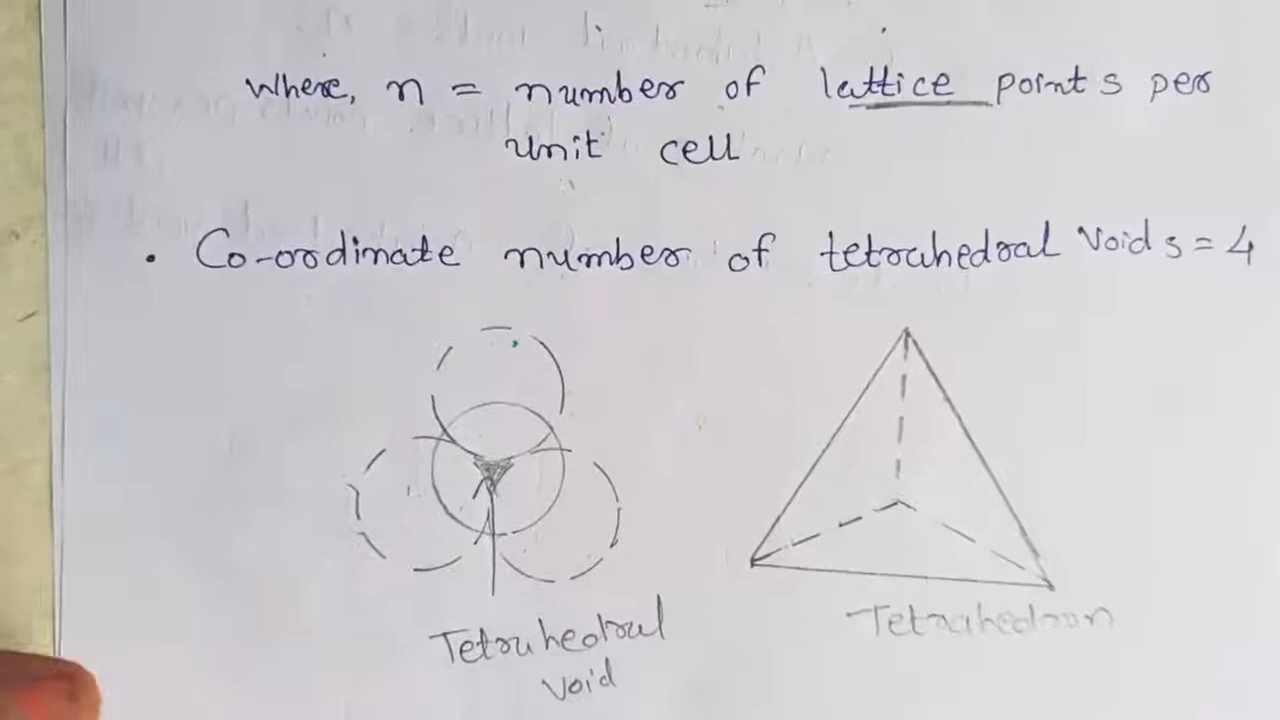 Where, n = number of lattice points per
unit cell
• Co-ordinate number of tetrahedral voids = 4
Tetrahedral
void
Tetrahedron